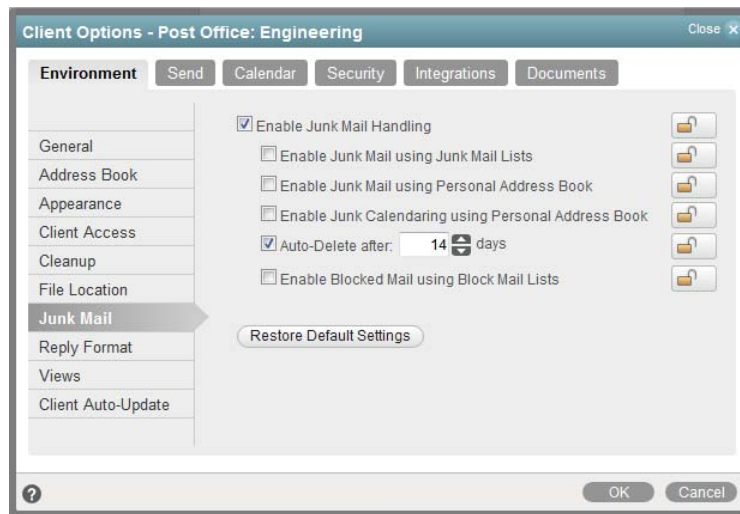 Client Options - Post Office: Engineering
Close x
Environment Send Calendar Security Integrations Documents
General
Address Book
Appearance
Client Access
Cleanup
File Location
Junk Mail
Reply Format
Views
Client Auto-Update
Enable Junk Mail Handling
Enable Junk Mail using Junk Mail Lists
Enable Junk Mail using Personal Address Book
Enable Junk Calendaring using Personal Address Book
Auto-Delete after: 14 days
Enable Blocked Mail using Block Mail Lists
Restore Default Settings
?
OK Cancel